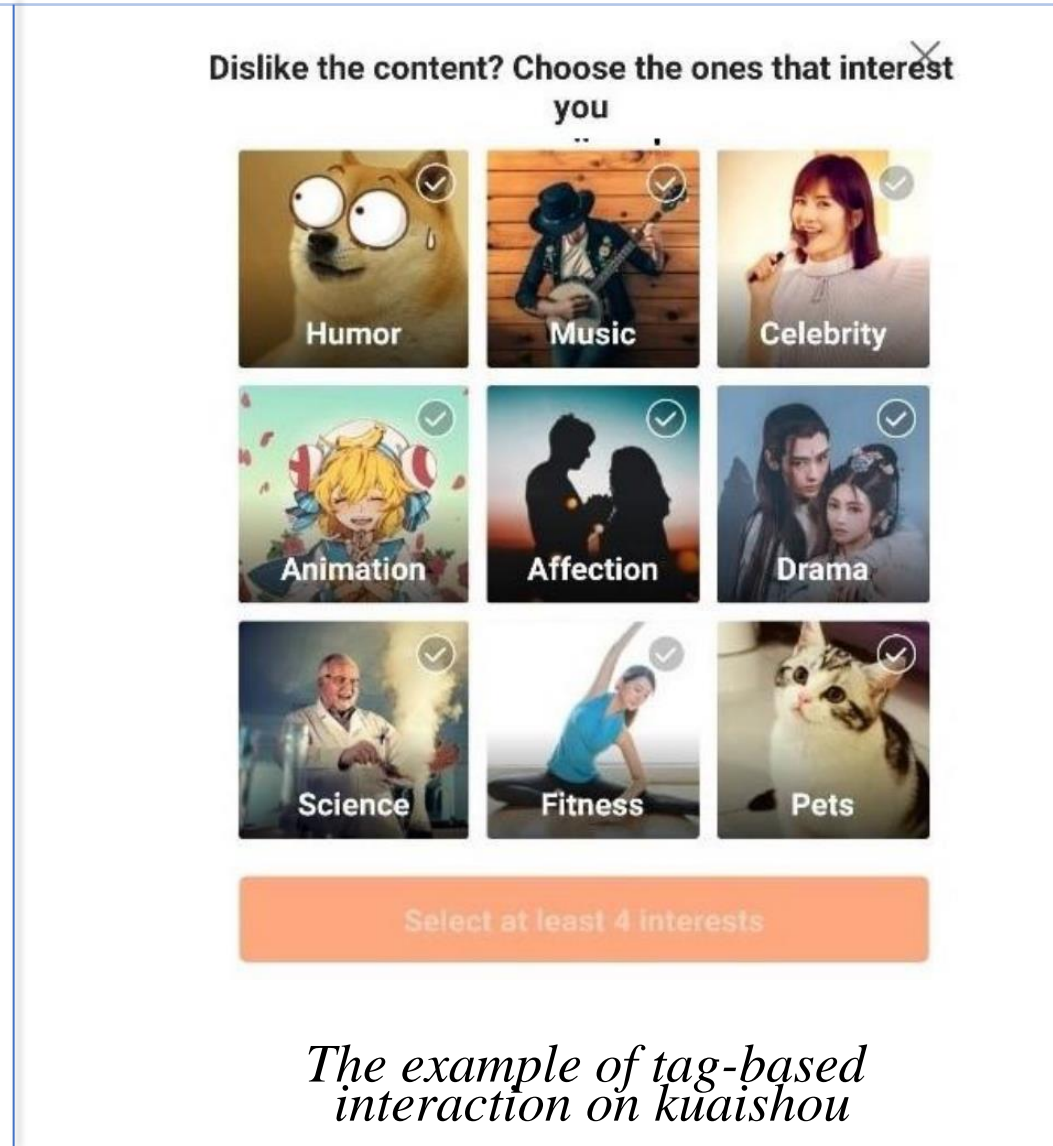 Dislike the content? Choose the ones that interest
you
Humor
Music
Celebrity
Animation
Affection
Drama
Science
Fitness
Pets
Select at least 4 interests
The example of tag-based
interaction on kuaishou